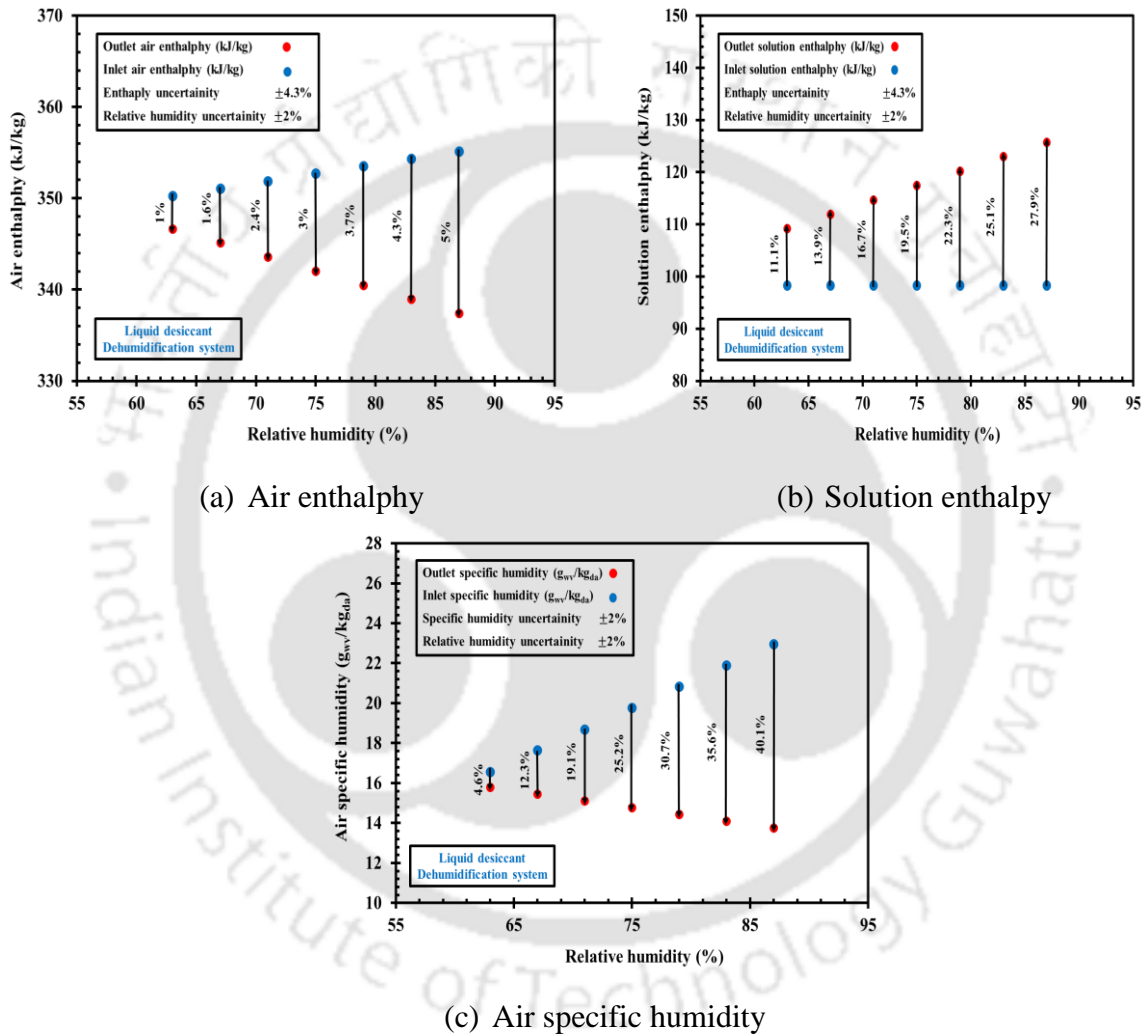 370
360
350
340
330
Air enthalphy (kJ/kg)
Outlet air enthalphy (kJ/kg)
Inlet air enthalphy (kJ/kg)
Enthaply uncertainity ±4.3%
Relative humidity uncertainity ±2%
1%
1.6%
2.4%
3%
3.7%
4.3%
5%
Liquid desiccant
Dehumidification system
55 60 65 70 75 80 85 90 95
Relative humidity (%)
(a) Air enthalphy
150
140
130
120
110
100
90
80
Solution enthalphy (kJ/kg)
Outlet solution enthalphy (kJ/kg)
Inlet solution enthalphy (kJ/kg)
Enthaply uncertainity ±4.3%
Relative humidity uncertainity ±2%
11.1%
13.9%
16.7%
19.5%
22.3%
25.1%
27.9%
Liquid desiccant
Dehumidification system
55 60 65 70 75 80 85 90 95
Relative humidity (%)
(b) Solution enthalpy
28
26
24
22
20
18
16
14
12
10
Air specific humidity (gwv/kgda)
Outlet specific humidity (gwv/kgda)
Inlet specific humidity (gwv/kgda)
Specific humidity uncertainity ±2%
Relative humidity uncertainity ±2%
4.6%
12.3%
19.1%
25.2%
30.7%
35.6%
40.1%
Liquid desiccant
Dehumidification system
55 65 75 85 95
Relative humidity (%)
(c) Air specific humidity
Indian Institute of Technology Guwahati